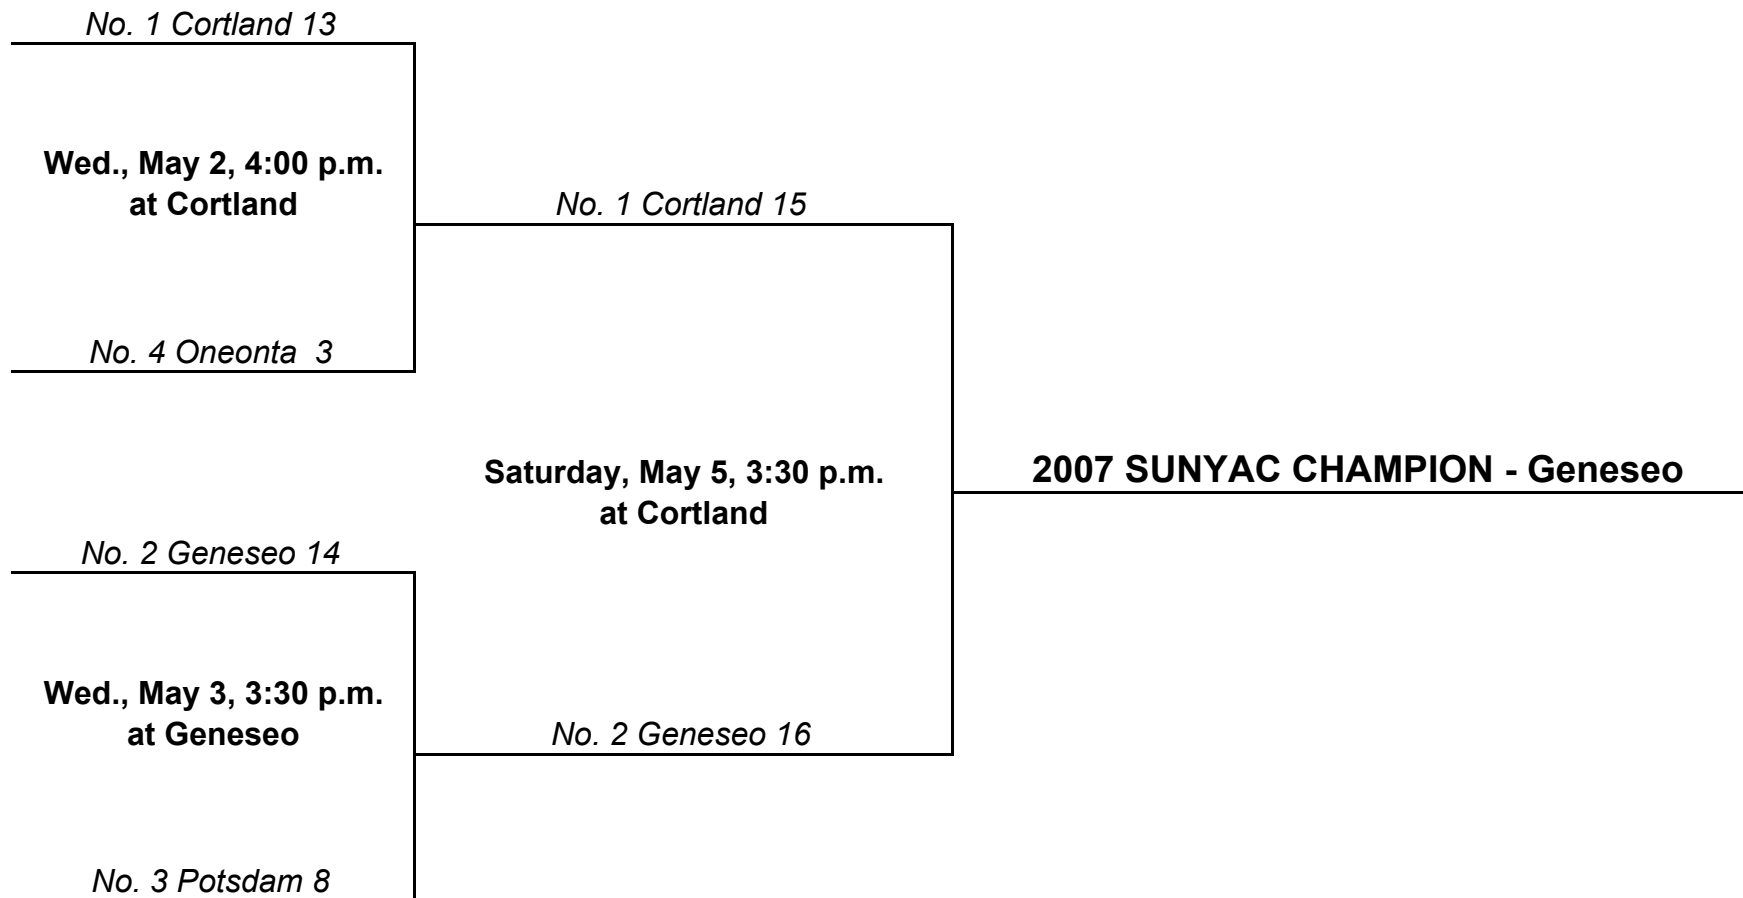 No. 1 Cortland 13
Wed., May 2, 4:00 p.m.
at Cortland
No. 1 Cortland 15
No. 4 Oneonta  3
Saturday, May 5, 3:30 p.m.
at Cortland
2007 SUNYAC CHAMPION - Geneseo
No. 2 Geneseo 14
Wed., May 3, 3:30 p.m.
at Geneseo
No. 2 Geneseo 16
No. 3 Potsdam 8